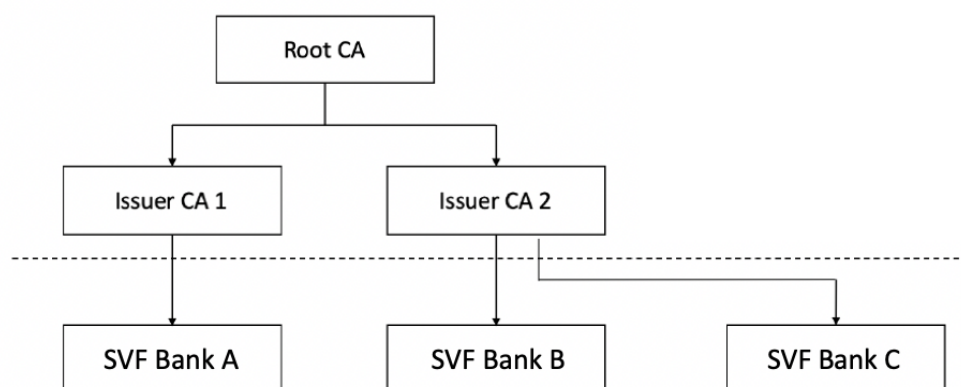 Root CA
Issuer CA 1
Issuer CA 2
SVF Bank A
SVF Bank B
SVF Bank C